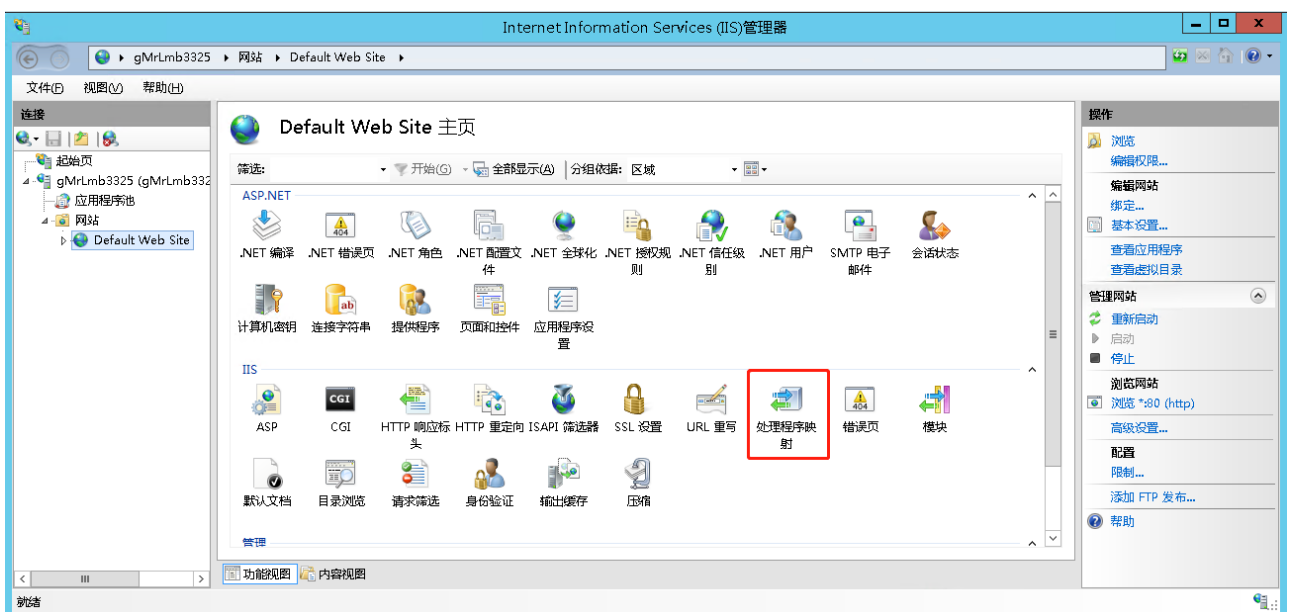 Internet Information Services (IIS)管理器
gMrLmb3325 网站 Default Web Site
文件(F) 视图(V) 帮助(H)
连接
起始页
gMrLmb3325 (gMrLmb332
应用程序池
网站
Default Web Site
Default Web Site 主页
筛选: 开始(G) 全部显示(A) 分组依据: 区域
ASP.NET
.NET 编译
404
.NET 错误页
.NET 角色
.NET 配置文
件
.NET 全球化
.NET 授权规
则
.NET 信任级
别
.NET 用户
SMTP 电子
邮件
会话状态
计算机密钥
ab
连接字符串
提供程序
页面和控件
应用程序设
置
IIS
ASP
CGI
CGI
HTTP 响应标
头
HTTP 重定向
ISAPI 筛选器
SSL 设置
URL 重写
处理程序映
射
404
错误页
模块
默认文档
目录浏览
请求筛选
身份验证
输出缓存
压缩
管理
功能视图 内容视图
操作
浏览
编辑权限...
编辑网站
绑定...
基本设置...
查看应用程序
查看虚拟目录
管理网站
重新启动
启动
停止
浏览网站
浏览 *:80 (http)
高级设置...
配置
限制...
添加 FTP 发布...
帮助
就绪